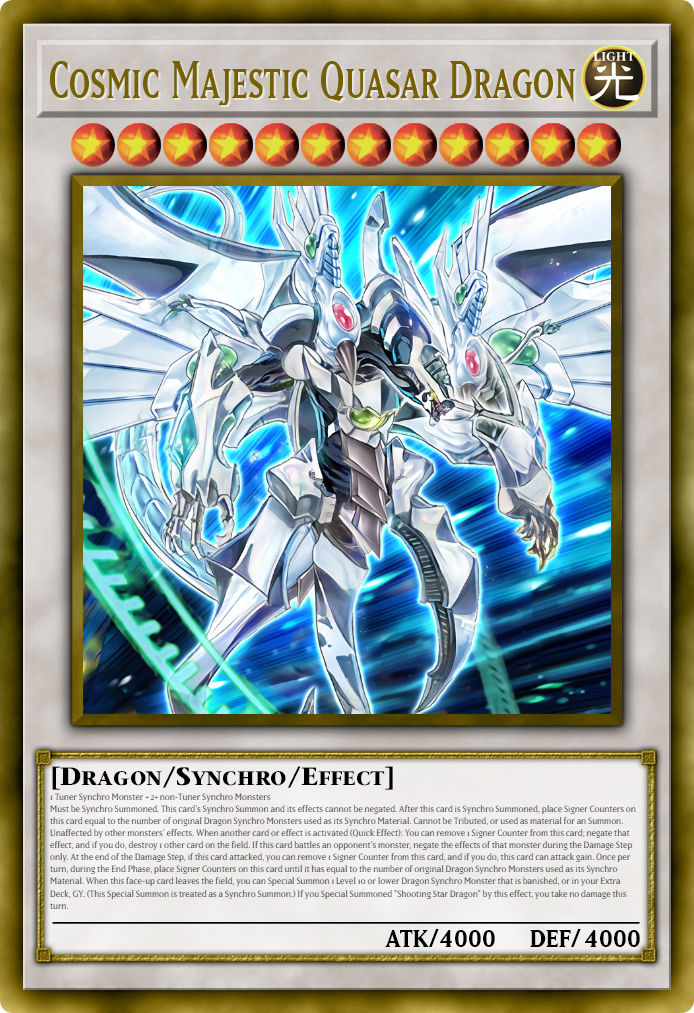 Cosmic Majestic Quasar Dragon
LIGHT
光
[Dragon/Synchro/Effect]
1 Tuner Synchro Monster + 2+ non-Tuner Synchro Monsters
Must be Synchro Summoned. This card's Synchro Summon and its effects cannot be negated. After this card is Synchro Summoned, place Signer Counters on
this card equal to the number of original Dragon Synchro Monsters used as its Synchro Material. Cannot be Tributed, or used as material for an Summon.
Unaffected by other monsters' effects. When another card or effect is activated (Quick Effect): You can remove 1 Signer Counter from this card; negate that
effect, and if you do, destroy 1 other card on the field. If this card battles an opponent's monster, negate the effects of that monster during the Damage Step
only. At the end of the Damage Step, if this card attacked, you can remove 1 Signer Counter from this card, and if you do, this card can attack gain. Once per
turn, during the End Phase, place Signer Counters on this card until it has equal to the number of original Dragon Synchro Monsters used as its Synchro
Material. When this face-up card leaves the field, you can Special Summon 1 Level 10 or lower Dragon Synchro Monster that is banished, or in your Extra
Deck, GY. (This Special Summon is treated as a Synchro Summon.) If you Special Summoned "Shooting Star Dragon" by this effect, you take no damage this
turn.
ATK/4000 DEF/ 4000